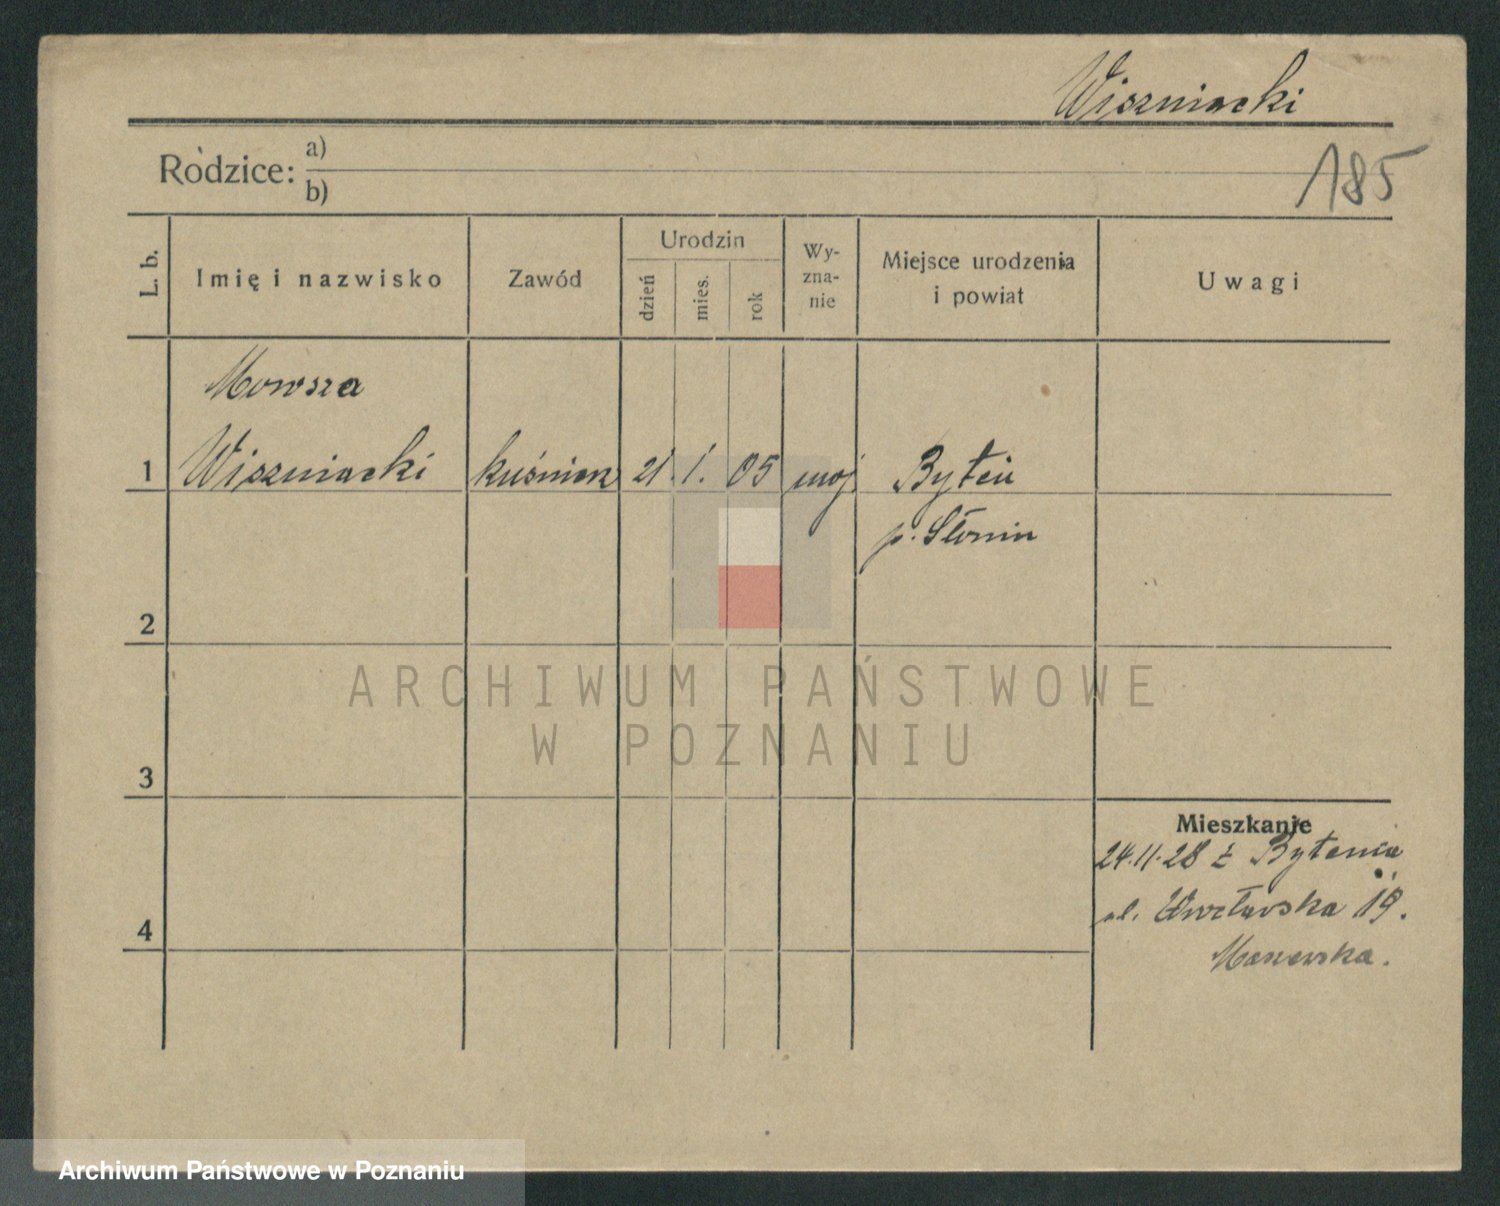 Wiszniacki
185
Rodzice: a)
b)
L. b.
Imię i nazwisko
Zawód
Urodzin
dzień
mies.
rok
Wy-
zna-
nie
Miejsce urodzenia
i powiat
Uwagi
Mowsza
1 Wiszniacki kuśnierz 21. 1. 05 moj. Byteń
p. Słonim
2
3
4
Mieszkanie
24.11.28 z Bytenia
ul. 19.
ARCHIWUM PAŃSTWOWE
W POZNANIU
Archiwum Państwowe w Poznaniu